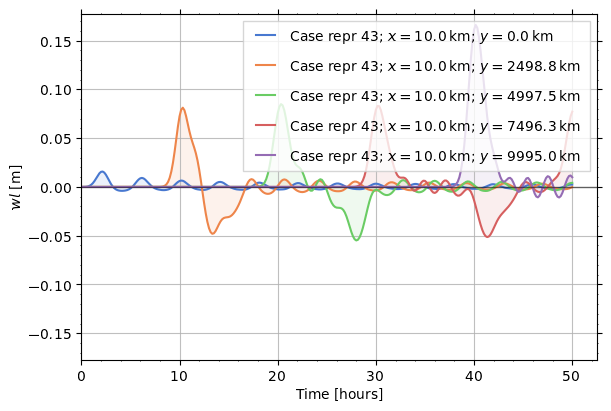 Case repr 43; x = 10.0 km; y = 0.0 km
Case repr 43; x = 10.0 km; y = 2498.8 km
Case repr 43; x = 10.0 km; y = 4997.5 km
Case repr 43; x = 10.0 km; y = 7496.3 km
Case repr 43; x = 10.0 km; y = 9995.0 km
wl [m]
0.15
0.10
0.05
0.00
−0.05
−0.10
−0.15
0 10 20 30 40 50
Time [hours]